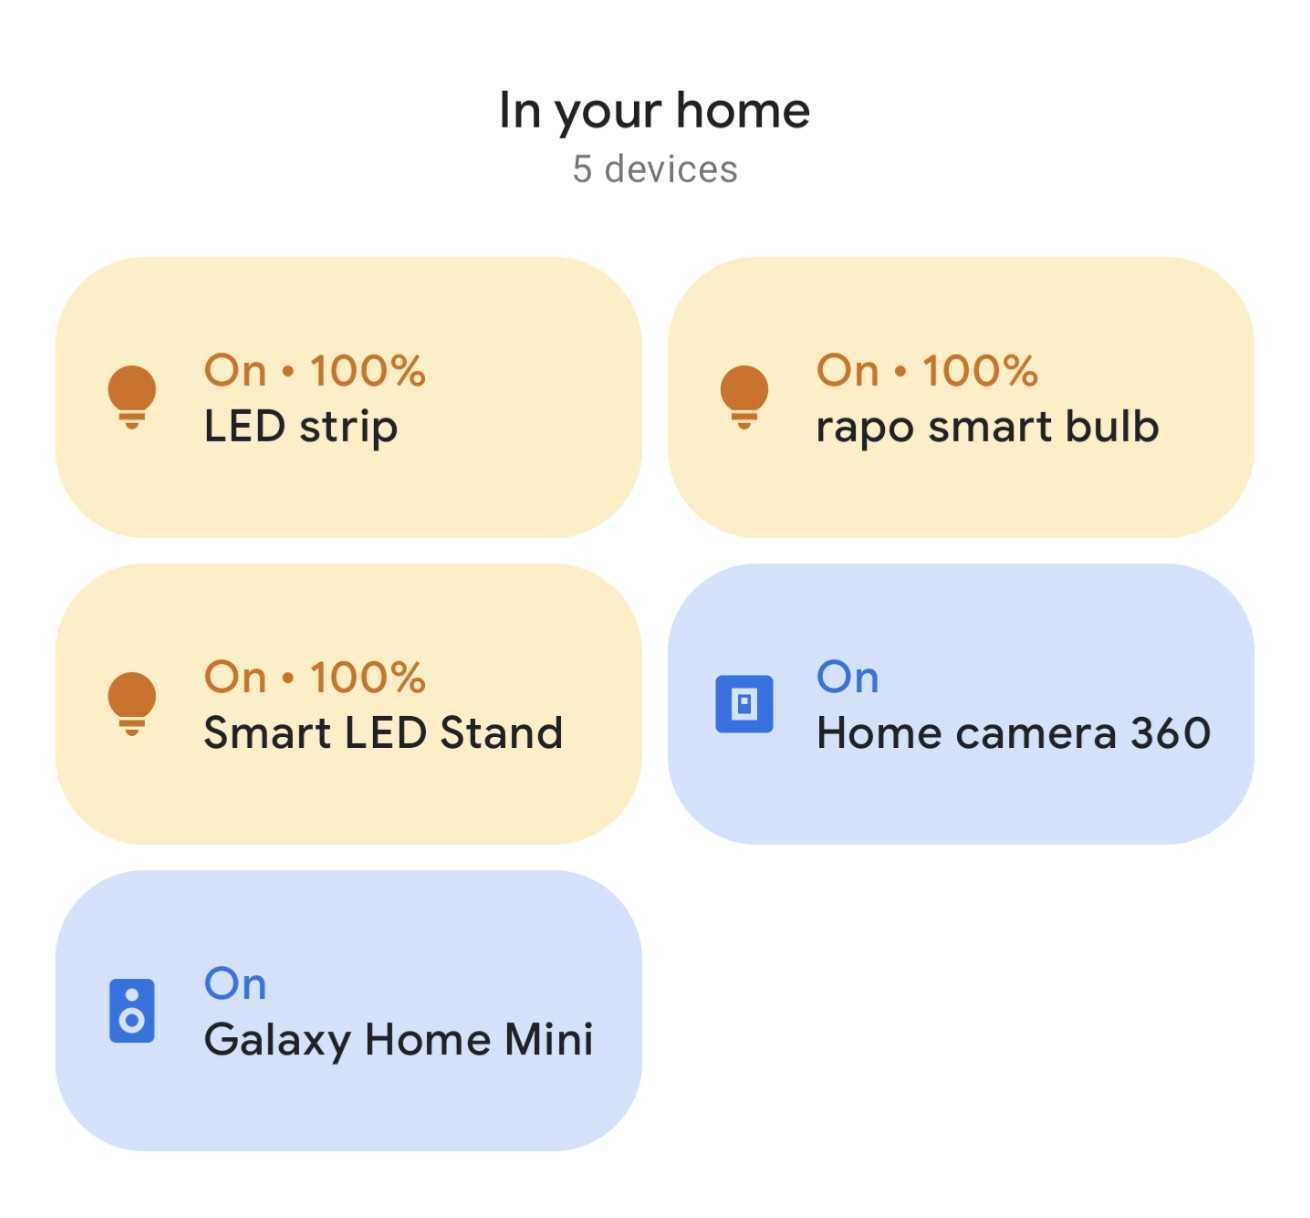 In your home
5 devices
On • 100%
LED strip
On • 100%
rapo smart bulb
On • 100%
Smart LED Stand
On
Home camera 360
On
Galaxy Home Mini